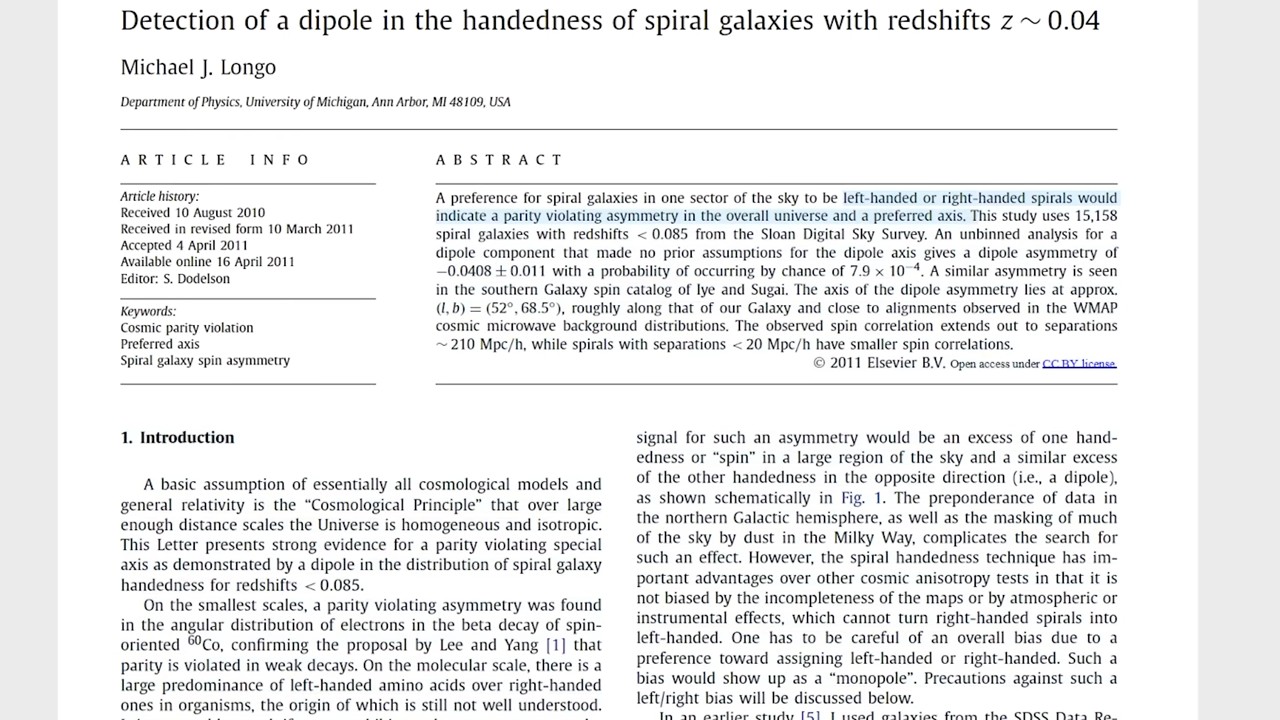 Detection of a dipole in the handedness of spiral galaxies with redshifts z ∼ 0.04
Michael J. Longo
Department of Physics, University of Michigan, Ann Arbor, MI 48109, USA
ARTICLE INFO
Article history:
Received 10 August 2010
Received in revised form 10 March 2011
Accepted 4 April 2011
Available online 16 April 2011
Editor: S. Dodelson
Keywords:
Cosmic parity violation
Preferred axis
Spiral galaxy spin asymmetry
ABSTRACT
A preference for spiral galaxies in one sector of the sky to be left-handed or right-handed spirals would
indicate a parity violating asymmetry in the overall universe and a preferred axis. This study uses 15,158
spiral galaxies with redshifts < 0.085 from the Sloan Digital Sky Survey. An unbinned analysis for a
dipole component that made no prior assumptions for the dipole axis gives a dipole asymmetry of
−0.0408 ± 0.011 with a probability of occurring by chance of 7.9 × 10⁻⁴. A similar asymmetry is seen
in the southern Galaxy spin catalog of Iye and Sugai. The axis of the dipole asymmetry lies at approx.
(l, b) = (52°, 68.5°), roughly along that of our Galaxy and close to alignments observed in the WMAP
cosmic microwave background distributions. The observed spin correlation extends out to separations
∼ 210 Mpc/h, while spirals with separations < 20 Mpc/h have smaller spin correlations.
© 2011 Elsevier B.V. Open access under CC BY license.
1. Introduction
A basic assumption of essentially all cosmological models and
general relativity is the “Cosmological Principle” that over large
enough distance scales the Universe is homogeneous and isotropic.
This Letter presents strong evidence for a parity violating special
axis as demonstrated by a dipole in the distribution of spiral galaxy
handedness for redshifts < 0.085.
On the smallest scales, a parity violating asymmetry was found
in the angular distribution of electrons in the beta decay of spin-
oriented ⁶⁰Co, confirming the proposal by Lee and Yang [1] that
parity is violated in weak decays. On the molecular scale, there is a
large predominance of left-handed amino acids over right-handed
ones in organisms, the origin of which is still not well understood.
signal for such an asymmetry would be an excess of one hand-
edness or “spin” in a large region of the sky and a similar excess
of the other handedness in the opposite direction (i.e., a dipole),
as shown schematically in Fig. 1. The preponderance of data in
the northern Galactic hemisphere, as well as the masking of much
of the sky by dust in the Milky Way, complicates the search for
such an effect. However, the spiral handedness technique has im-
portant advantages over other cosmic anisotropy tests in that it is
not biased by the incompleteness of the maps or by atmospheric or
instrumental effects, which cannot turn right-handed spirals into
left-handed. One has to be careful of an overall bias due to a
preference toward assigning left-handed or right-handed. Such a
bias would show up as a “monopole”. Precautions against such a
left/right bias will be discussed below.
In an earlier study [5], I used galaxies from the SDSS Data Re-